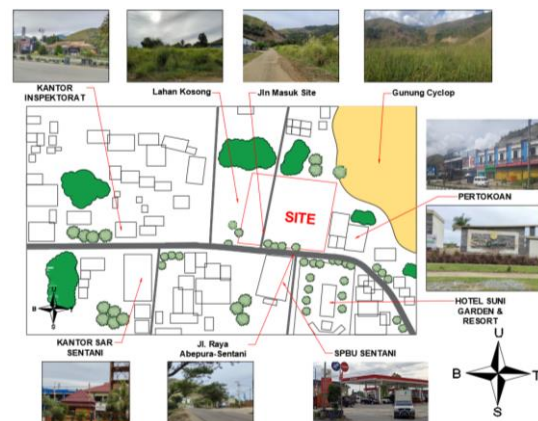 KANTOR
INSPEKTORAT
Lahan Kosong
Jln Masuk Site
Gunung Cyclop
SITE
PERTOKOAN
HOTEL SUNI
GARDEN &
RESORT
KANTOR SAR
SENTANI
Jl. Raya
Abepura-Sentani
SPBU SENTANI
U
B
T
S